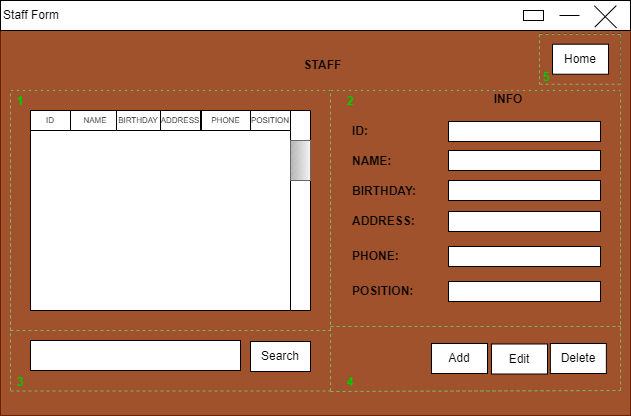 Staff Form
Home
5
STAFF
1
2
INFO
ID NAME BIRTHDAY ADDRESS PHONE POSITION
ID:
NAME:
BIRTHDAY:
ADDRESS:
PHONE:
POSITION:
Search
3
Add Edit Delete
4